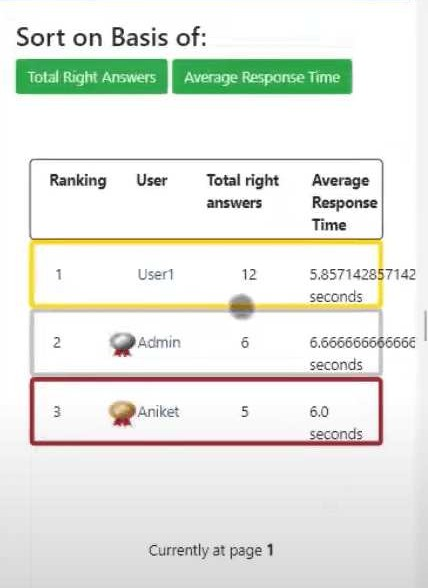 Sort on Basis of:
Total Right Answers Average Response Time
Ranking User Total right answers Average Response Time
1 User1 12 5.857142857142 seconds
2 Admin 6 6.666666666666 seconds
3 Aniket 5 6.0 seconds
Currently at page 1